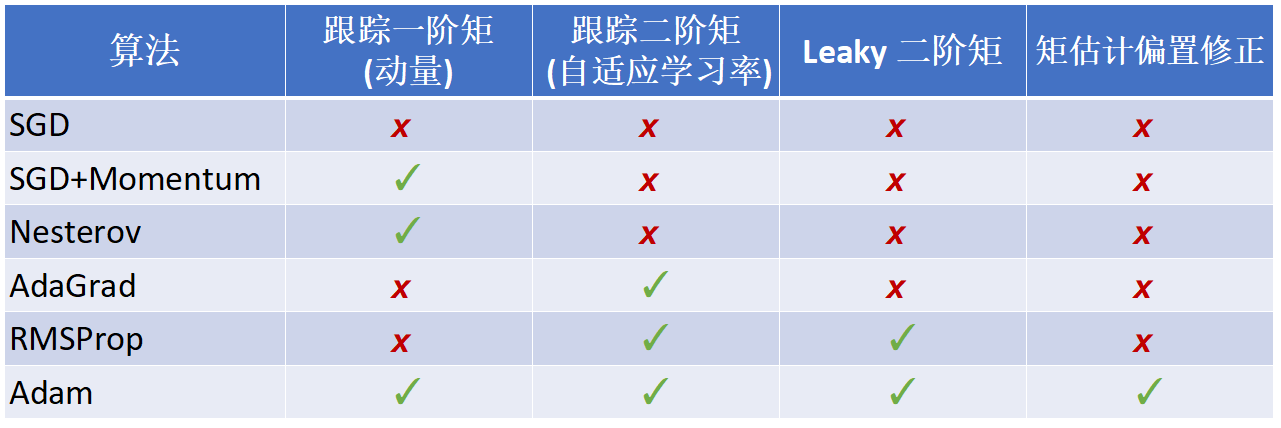 算法 跟踪一阶矩 (动量) 跟踪二阶矩 (自适应学习率) Leaky 二阶矩 矩估计偏置修正
SGD x x x x
SGD+Momentum ✓ x x x
Nesterov ✓ x x x
AdaGrad x ✓ x x
RMSProp x ✓ ✓ x
Adam ✓ ✓ ✓ ✓